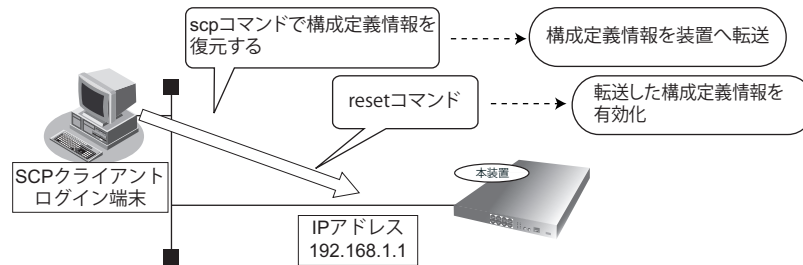 scpコマンドで構成定義情報を
復元する
構成定義情報を装置へ転送
resetコマンド
転送した構成定義情報を
有効化
本装置
SCPクライアント
ログイン端末
IPアドレス
192.168.1.1